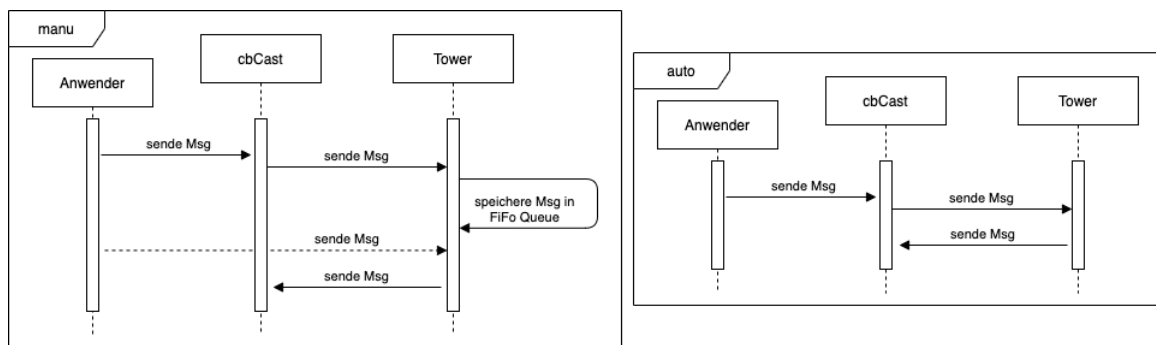 manu
Anwender
cbCast
Tower
sende Msg
sende Msg
speichere Msg in
FiFo Queue
sende Msg
sende Msg
auto
Anwender
cbCast
Tower
sende Msg
sende Msg
sende Msg